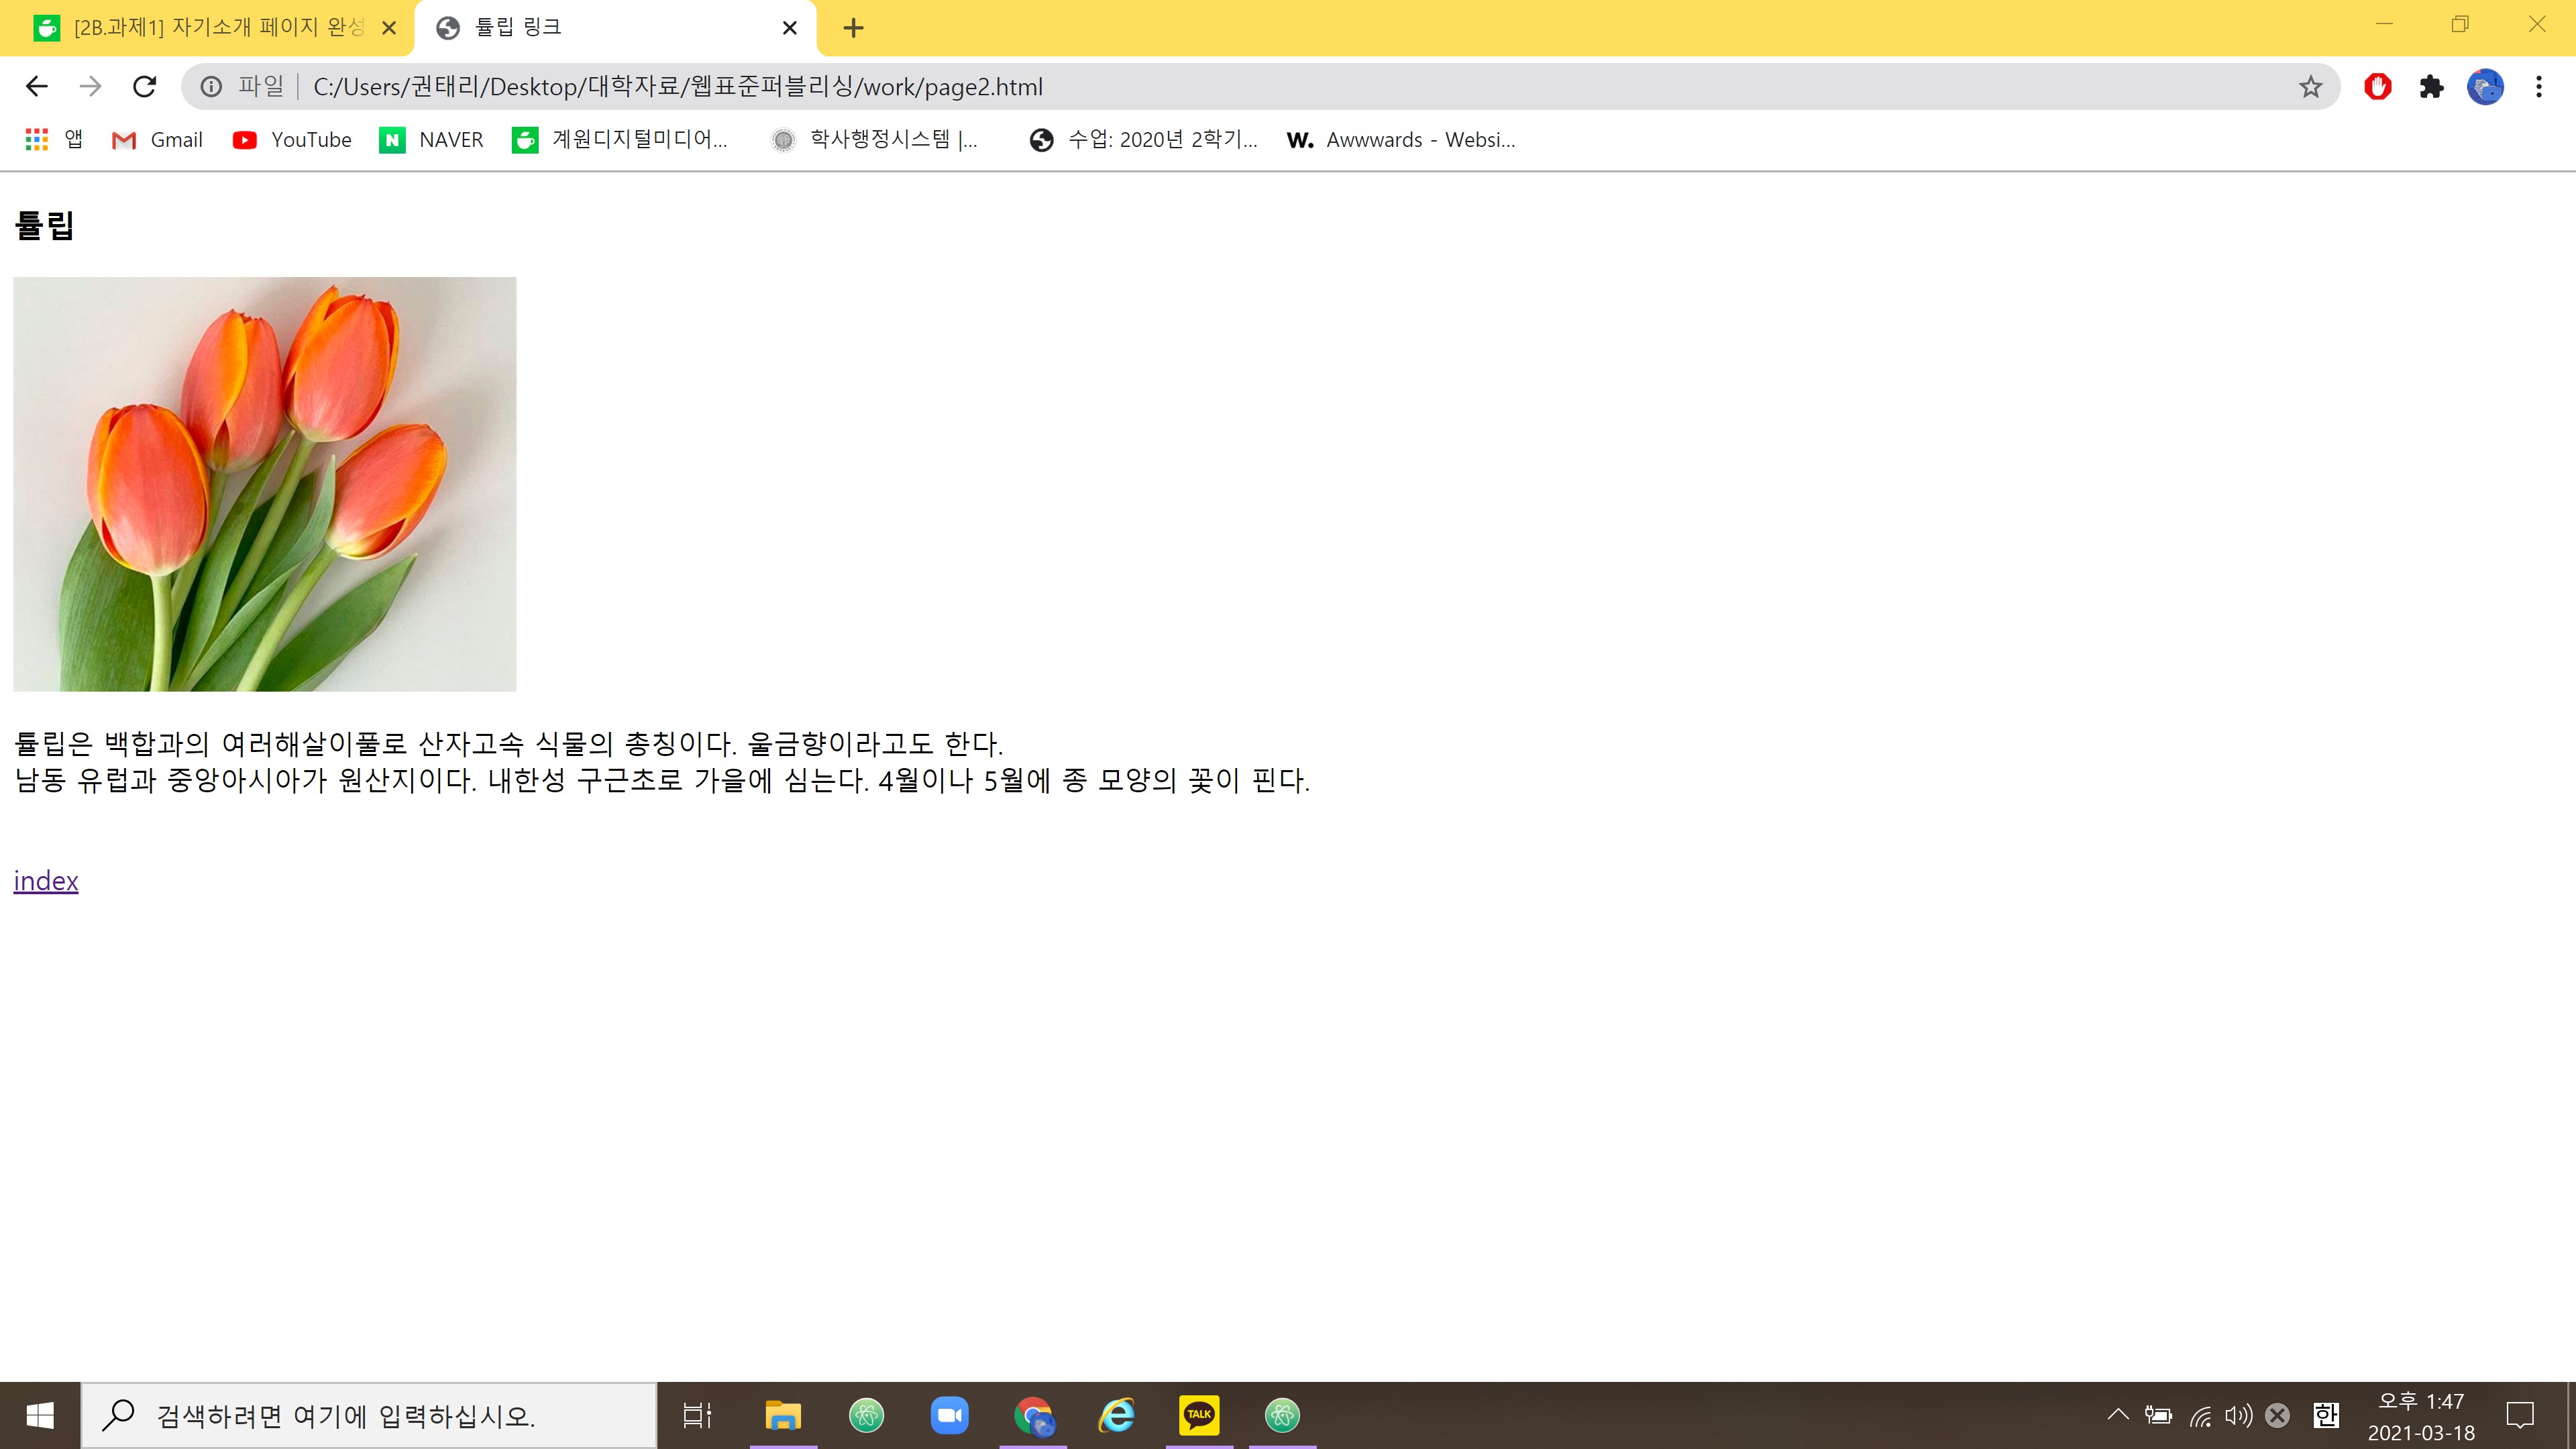 [2B.과제1] 자기소개 페이지 완성
튤립 링크
파일 C:/Users/권태리/Desktop/대학자료/웹표준퍼블리싱/work/page2.html
앱 Gmail YouTube NAVER 계원디지털미디어... 학사행정시스템 |... 수업: 2020년 2학기... W. Awwwards - Websi...
튤립
튤립은 백합과의 여러해살이풀로 산자고속 식물의 총칭이다. 울금향이라고도 한다.
남동 유럽과 중앙아시아가 원산지이다. 내한성 구근초로 가을에 심는다. 4월이나 5월에 종 모양의 꽃이 핀다.
index
검색하려면 여기에 입력하십시오.
TALK
한
오후 1:47
2021-03-18